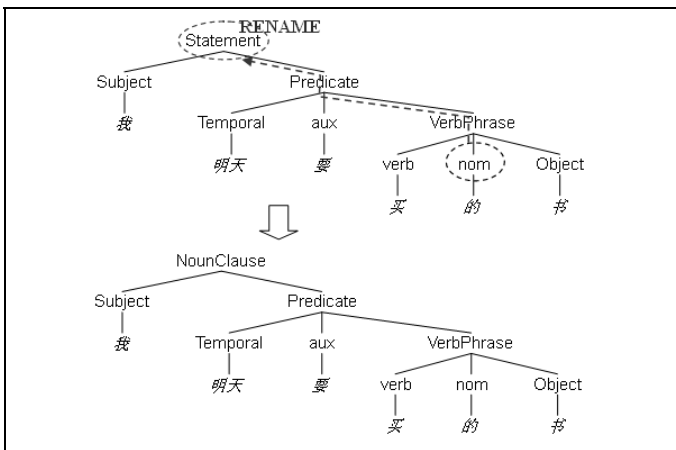 RENAME
Statement
Subject Predicate
我 Temporal aux VerbPhrase
明天 要 verb nom Object
买 的 书
NounClause
Subject Predicate
我 Temporal aux VerbPhrase
明天 要 verb nom Object
买 的 书